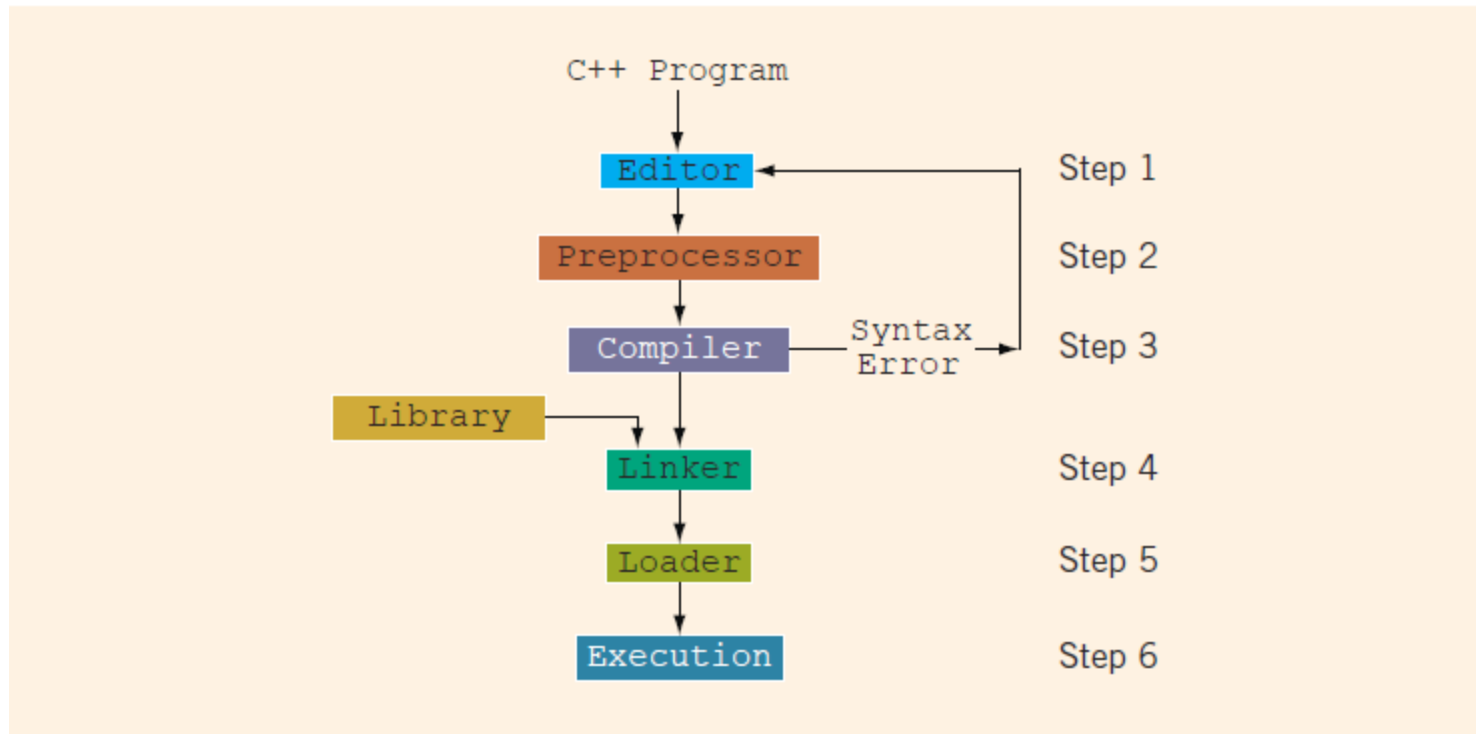 C++ Program
Editor
Step 1
Preprocessor
Step 2
Compiler
Syntax
Error
Step 3
Library
Linker
Step 4
Loader
Step 5
Execution
Step 6